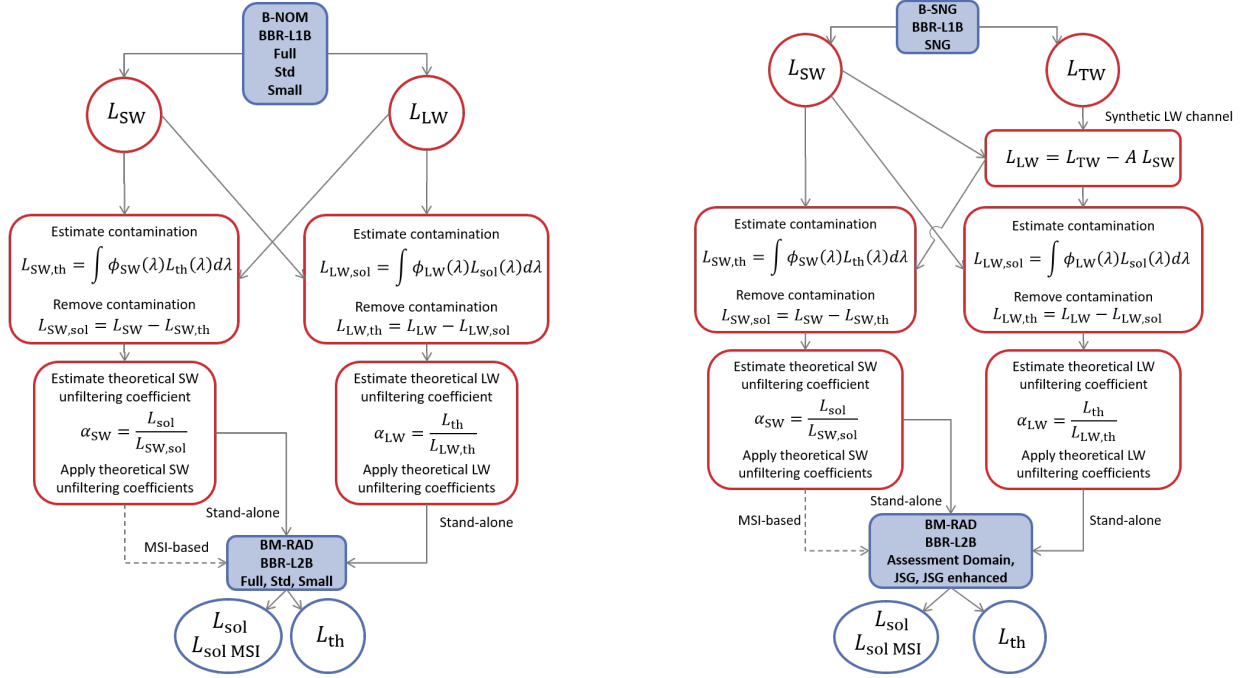 B-NOM
BBR-L1B
Full
Std
Small
L_SW
L_LW
Estimate contamination
L_SW,th = ∫ ϕ_SW(λ)L_th(λ)dλ
Remove contamination
L_SW,sol = L_SW − L_SW,th
Estimate contamination
L_LW,sol = ∫ ϕ_LW(λ)L_sol(λ)dλ
Remove contamination
L_LW,th = L_LW − L_LW,sol
Estimate theoretical SW
unfiltering coefficient
α_SW = L_sol / L_SW,sol
Apply theoretical SW
unfiltering coefficients
Estimate theoretical LW
unfiltering coefficient
α_LW = L_th / L_LW,th
Apply theoretical LW
unfiltering coefficients
Stand-alone
Stand-alone
MSI-based
BM-RAD
BBR-L2B
Full, Std, Small
L_sol
L_sol MSI
L_th
B-SNG
BBR-L1B
SNG
L_SW
L_TW
Synthetic LW channel
L_LW = L_TW − A L_SW
Estimate contamination
L_SW,th = ∫ ϕ_SW(λ)L_th(λ)dλ
Remove contamination
L_SW,sol = L_SW − L_SW,th
Estimate contamination
L_LW,sol = ∫ ϕ_LW(λ)L_sol(λ)dλ
Remove contamination
L_LW,th = L_LW − L_LW,sol
Estimate theoretical SW
unfiltering coefficient
α_SW = L_sol / L_SW,sol
Apply theoretical SW
unfiltering coefficients
Estimate theoretical LW
unfiltering coefficient
α_LW = L_th / L_LW,th
Apply theoretical LW
unfiltering coefficients
Stand-alone
MSI-based
Stand-alone
BM-RAD
BBR-L2B
Assessment Domain,
JSG, JSG enhanced
L_sol
L_sol MSI
L_th